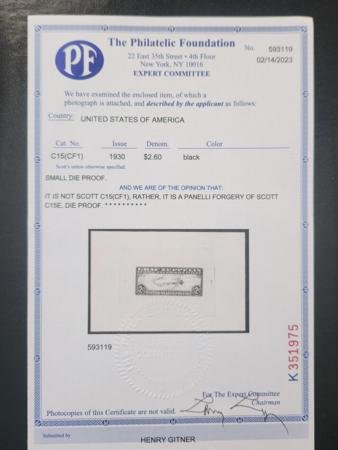 PF
The Philatelic Foundation
22 East 35th Street • 4th Floor
New York, NY 10016
EXPERT COMMITTEE
No. 593119
02/14/2023
We have examined the enclosed item, of which a
photograph is attached, and described by the applicant as follows:
Country: UNITED STATES OF AMERICA
Cat. No. Issue Denom. Color
C15(CF1) 1930 $2.60 black
Scott's unless otherwise specified.
SMALL DIE PROOF.
AND WE ARE OF THE OPINION THAT:
IT IS NOT SCOTT C15(CF1), RATHER, IT IS A PANELLI FORGERY OF SCOTT
C15E, DIE PROOF. * * * * * * * * * *
593119
K 351975
For The Expert Committee
Chairman
Photocopies of this Certificate are not valid.
Submitted by HENRY GITNER